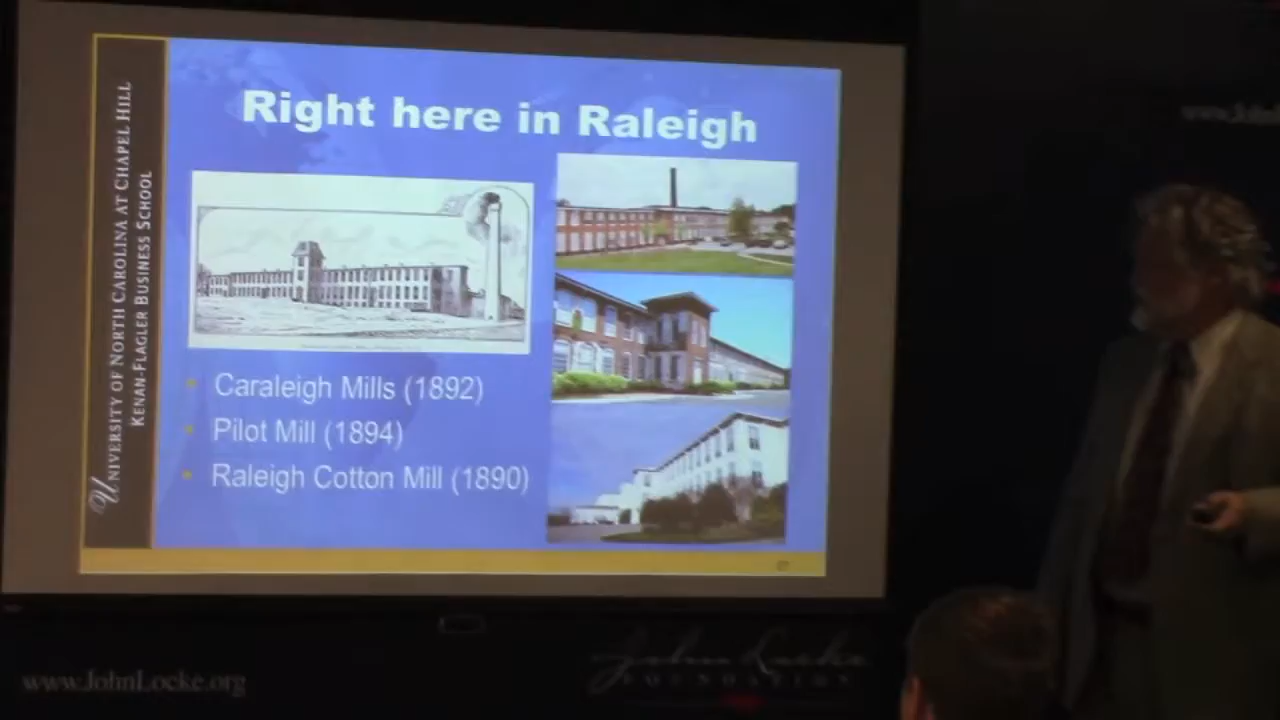 Right here in Raleigh
UNIVERSITY OF NORTH CAROLINA AT CHAPEL HILL
KENAN-FLAGLER BUSINESS SCHOOL
Caraleigh Mills (1892)
Pilot Mill (1894)
Raleigh Cotton Mill (1890)
www.JohnLocke.org
John Locke
FOUNDATION